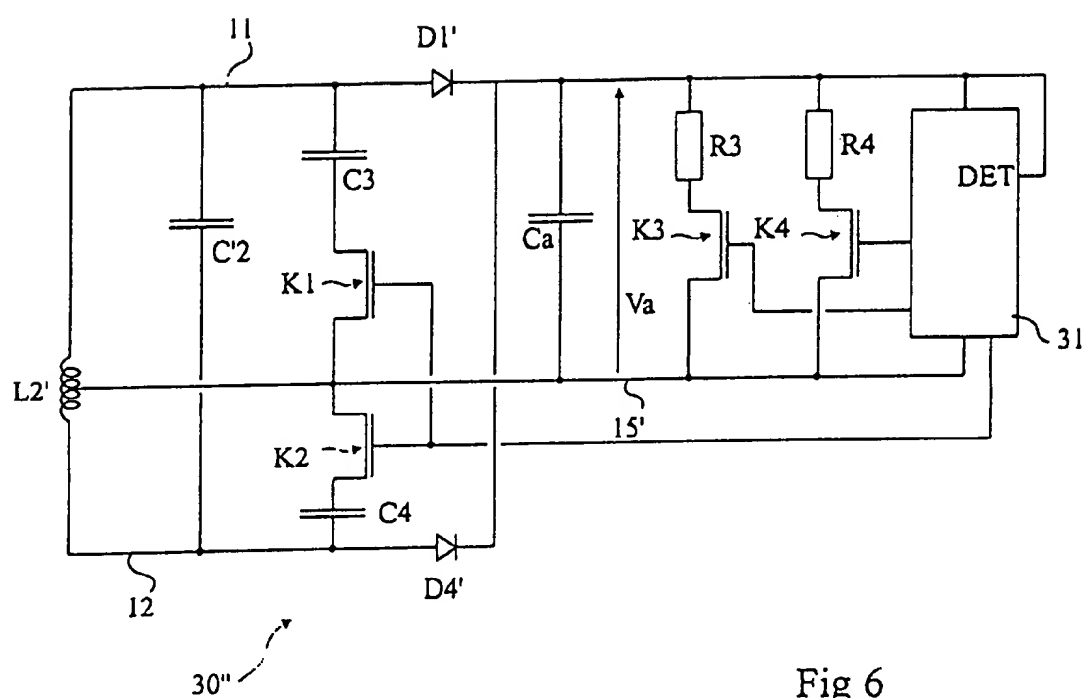 11
D1'
C3
R3
R4
DET
C'2
K1
Ca
K3
K4
Va
31
L2'
15'
K2
C4
12
D4'
30"
Fig 6